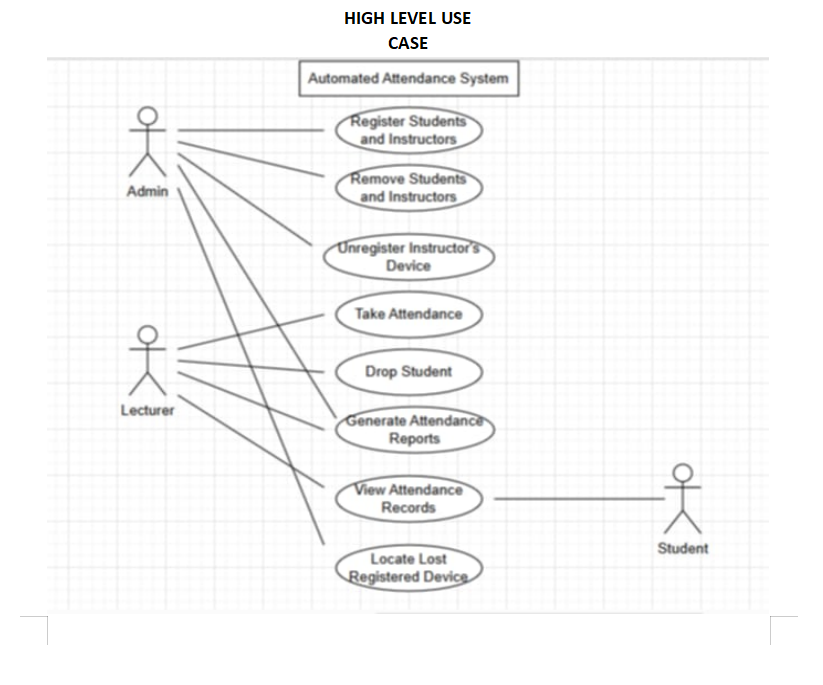 HIGH LEVEL USE
CASE
Automated Attendance System
Register Students
and Instructors
Admin
Remove Students
and Instructors
Unregister Instructor's
Device
Take Attendance
Drop Student
Lecturer
Generate Attendance
Reports
View Attendance
Records
Student
Locate Lost
Registered Device